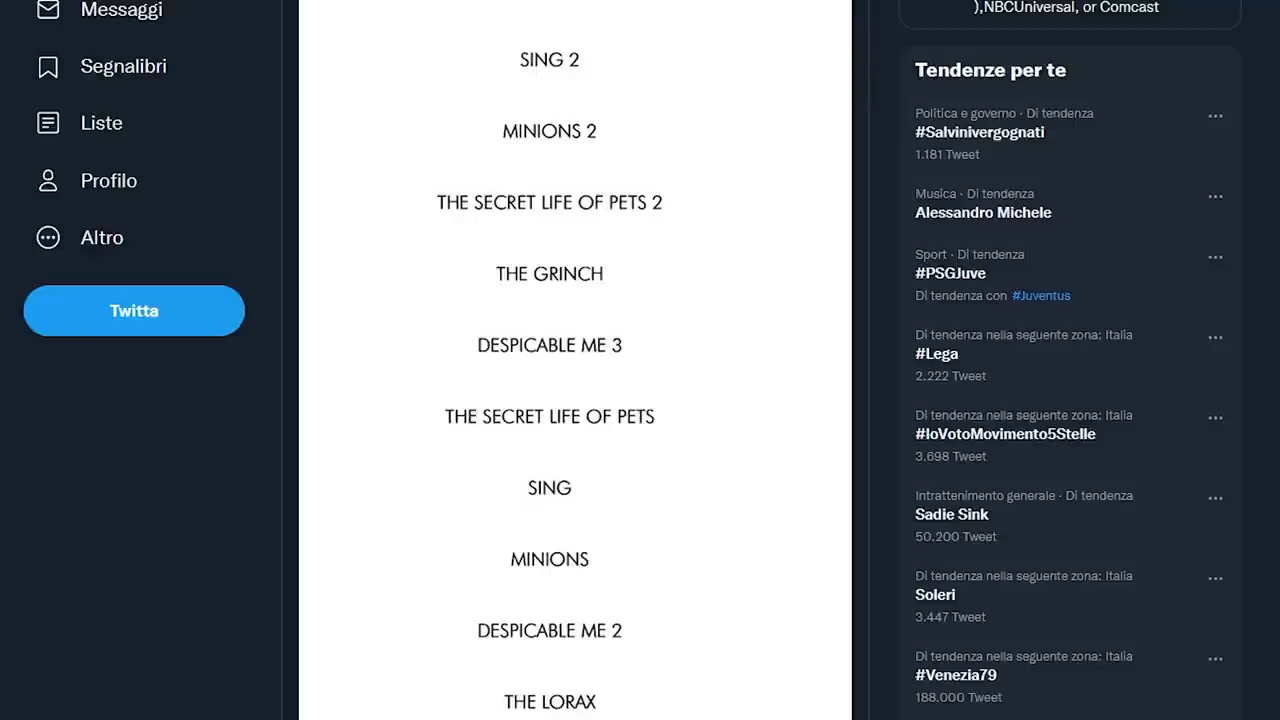 Messaggi
Segnalibri
Liste
Profilo
Altro
Twitta
SING 2
MINIONS 2
THE SECRET LIFE OF PETS 2
THE GRINCH
DESPICABLE ME 3
THE SECRET LIFE OF PETS
SING
MINIONS
DESPICABLE ME 2
THE LORAX
),NBCUniversal, or Comcast
Tendenze per te
Politica e governo · Di tendenza
#Salvinivergognati
1.181 Tweet
Musica · Di tendenza
Alessandro Michele
Sport · Di tendenza
#PSGJuve
Di tendenza con #Juventus
Di tendenza nella seguente zona: Italia
#Lega
2.222 Tweet
Di tendenza nella seguente zona: Italia
#IoVotoMovimento5Stelle
3.698 Tweet
Intrattenimento generale · Di tendenza
Sadie Sink
50.200 Tweet
Di tendenza nella seguente zona: Italia
Soleri
3.447 Tweet
Di tendenza nella seguente zona: Italia
#Venezia79
188.000 Tweet